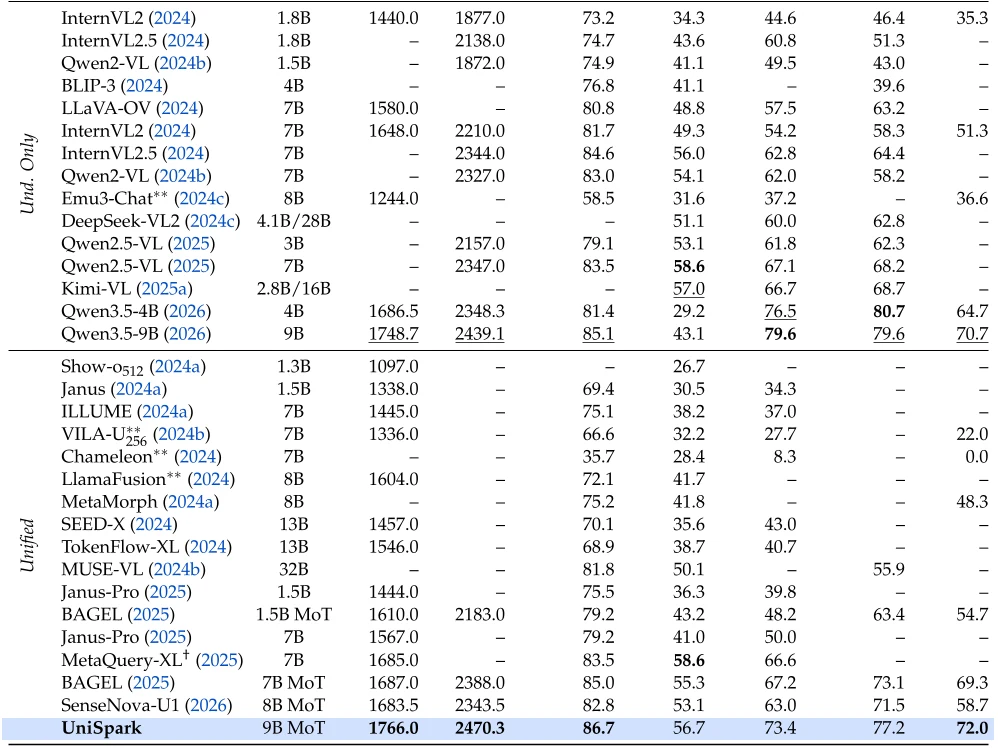 InternVL2 (2024) 1.8B 1440.0 1877.0 73.2 34.3 44.6 46.4 35.3
InternVL2.5 (2024) 1.8B – 2138.0 74.7 43.6 60.8 51.3 –
Qwen2-VL (2024b) 1.5B – 1872.0 74.9 41.1 49.5 43.0 –
BLIP-3 (2024) 4B – – 76.8 41.1 – 39.6 –
LLaVA-OV (2024) 7B 1580.0 – 80.8 48.8 57.5 63.2 –
InternVL2 (2024) 7B 1648.0 2210.0 81.7 49.3 54.2 58.3 51.3
InternVL2.5 (2024) 7B – 2344.0 84.6 56.0 62.8 64.4 –
Qwen2-VL (2024b) 7B – 2327.0 83.0 54.1 62.0 58.2 –
Emu3-Chat** (2024c) 8B 1244.0 – 58.5 31.6 37.2 – 36.6
DeepSeek-VL2 (2024c) 4.1B/28B – – – 51.1 60.0 62.8 –
Qwen2.5-VL (2025) 3B – 2157.0 79.1 53.1 61.8 62.3 –
Qwen2.5-VL (2025) 7B – 2347.0 83.5 58.6 67.1 68.2 –
Kimi-VL (2025a) 2.8B/16B – – – 57.0 66.7 68.7 –
Qwen3.5-4B (2026) 4B 1686.5 2348.3 81.4 29.2 76.5 80.7 64.7
Qwen3.5-9B (2026) 9B 1748.7 2439.1 85.1 43.1 79.6 79.6 70.7
Und. Only
Show-o512 (2024a) 1.3B 1097.0 – – 26.7 – – –
Janus (2024a) 1.5B 1338.0 – 69.4 30.5 34.3 – –
ILLUME (2024a) 7B 1445.0 – 75.1 38.2 37.0 – –
VILA-U**256 (2024b) 7B 1336.0 – 66.6 32.2 27.7 – 22.0
Chameleon** (2024) 7B – – 35.7 28.4 8.3 – 0.0
LlamaFusion** (2024) 8B 1604.0 – 72.1 41.7 – – –
MetaMorph (2024a) 8B – – 75.2 41.8 – – 48.3
SEED-X (2024) 13B 1457.0 – 70.1 35.6 43.0 – –
TokenFlow-XL (2024) 13B 1546.0 – 68.9 38.7 40.7 – –
MUSE-VL (2024b) 32B – – 81.8 50.1 – 55.9 –
Janus-Pro (2025) 1.5B 1444.0 – 75.5 36.3 39.8 – –
BAGEL (2025) 1.5B MoT 1610.0 2183.0 79.2 43.2 48.2 63.4 54.7
Janus-Pro (2025) 7B 1567.0 – 79.2 41.0 50.0 – –
MetaQuery-XL† (2025) 7B 1685.0 – 83.5 58.6 66.6 – –
BAGEL (2025) 7B MoT 1687.0 2388.0 85.0 55.3 67.2 73.1 69.3
SenseNova-U1 (2026) 8B MoT 1683.5 2343.5 82.8 53.1 63.0 71.5 58.7
UniSpark 9B MoT 1766.0 2470.3 86.7 56.7 73.4 77.2 72.0
Unified